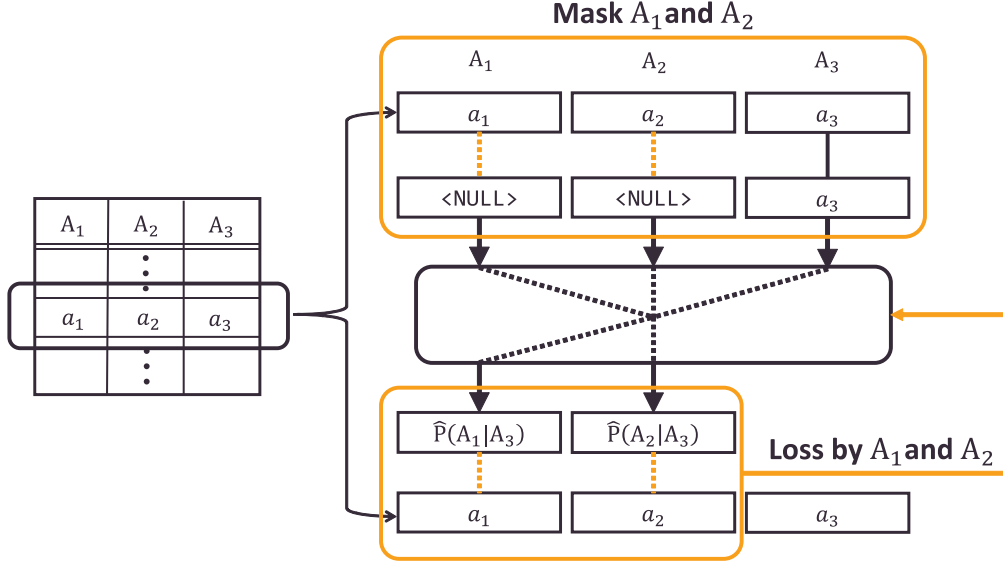 Mask A₁ and A₂
A₁ A₂ A₃
a₁ a₂ a₃
<NULL> <NULL> a₃
A₁ A₂ A₃
a₁ a₂ a₃
P̂(A₁|A₃) P̂(A₂|A₃)
Loss by A₁ and A₂
a₁ a₂ a₃